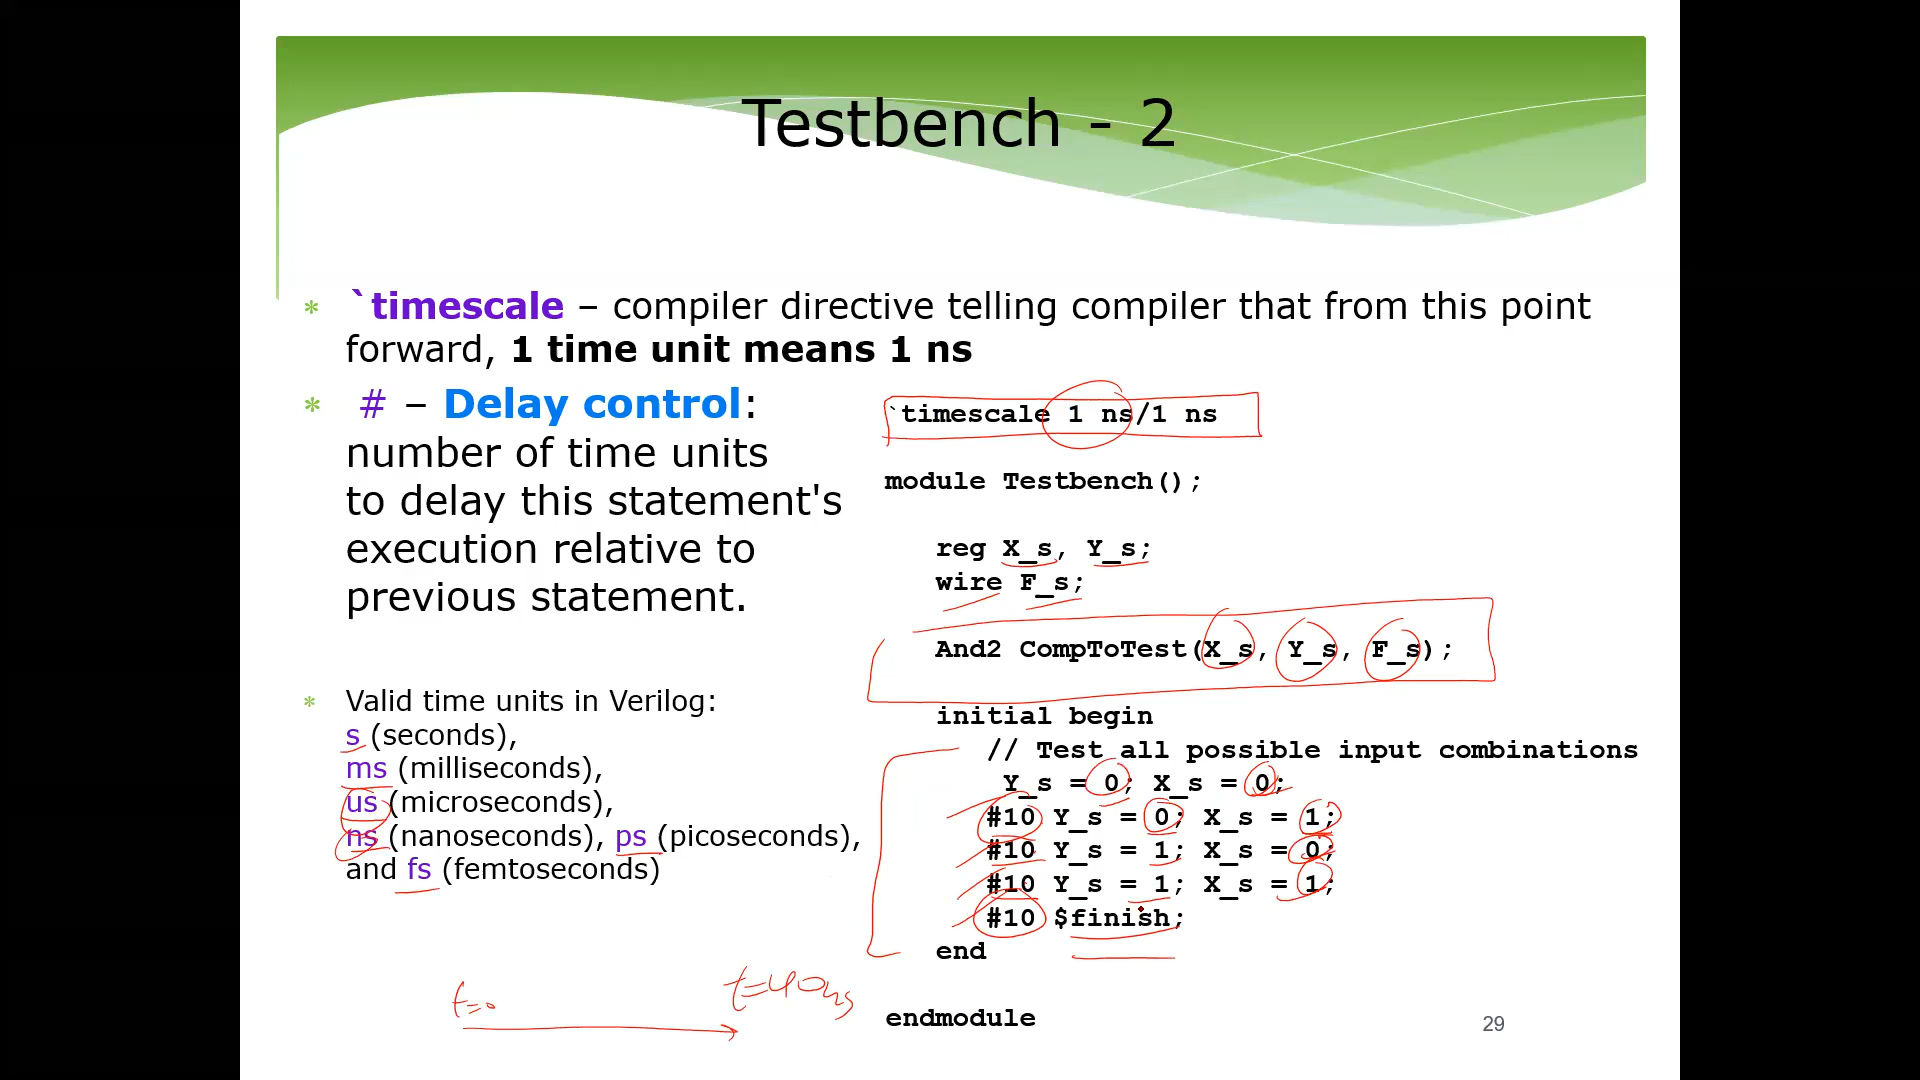 Testbench - 2
* `timescale – compiler directive telling compiler that from this point
forward, 1 time unit means 1 ns
* # – Delay control:
number of time units
to delay this statement's
execution relative to
previous statement.
* Valid time units in Verilog:
s (seconds),
ms (milliseconds),
us (microseconds),
ns (nanoseconds), ps (picoseconds),
and fs (femtoseconds)
`timescale 1 ns/1 ns
module Testbench();
reg X_s, Y_s;
wire F_s;
And2 CompToTest(X_s, Y_s, F_s);
initial begin
// Test all possible input combinations
Y_s = 0; X_s = 0;
#10 Y_s = 0; X_s = 1;
#10 Y_s = 1; X_s = 0;
#10 Y_s = 1; X_s = 1;
#10 $finish;
end
endmodule
t=0
t=40ns
29